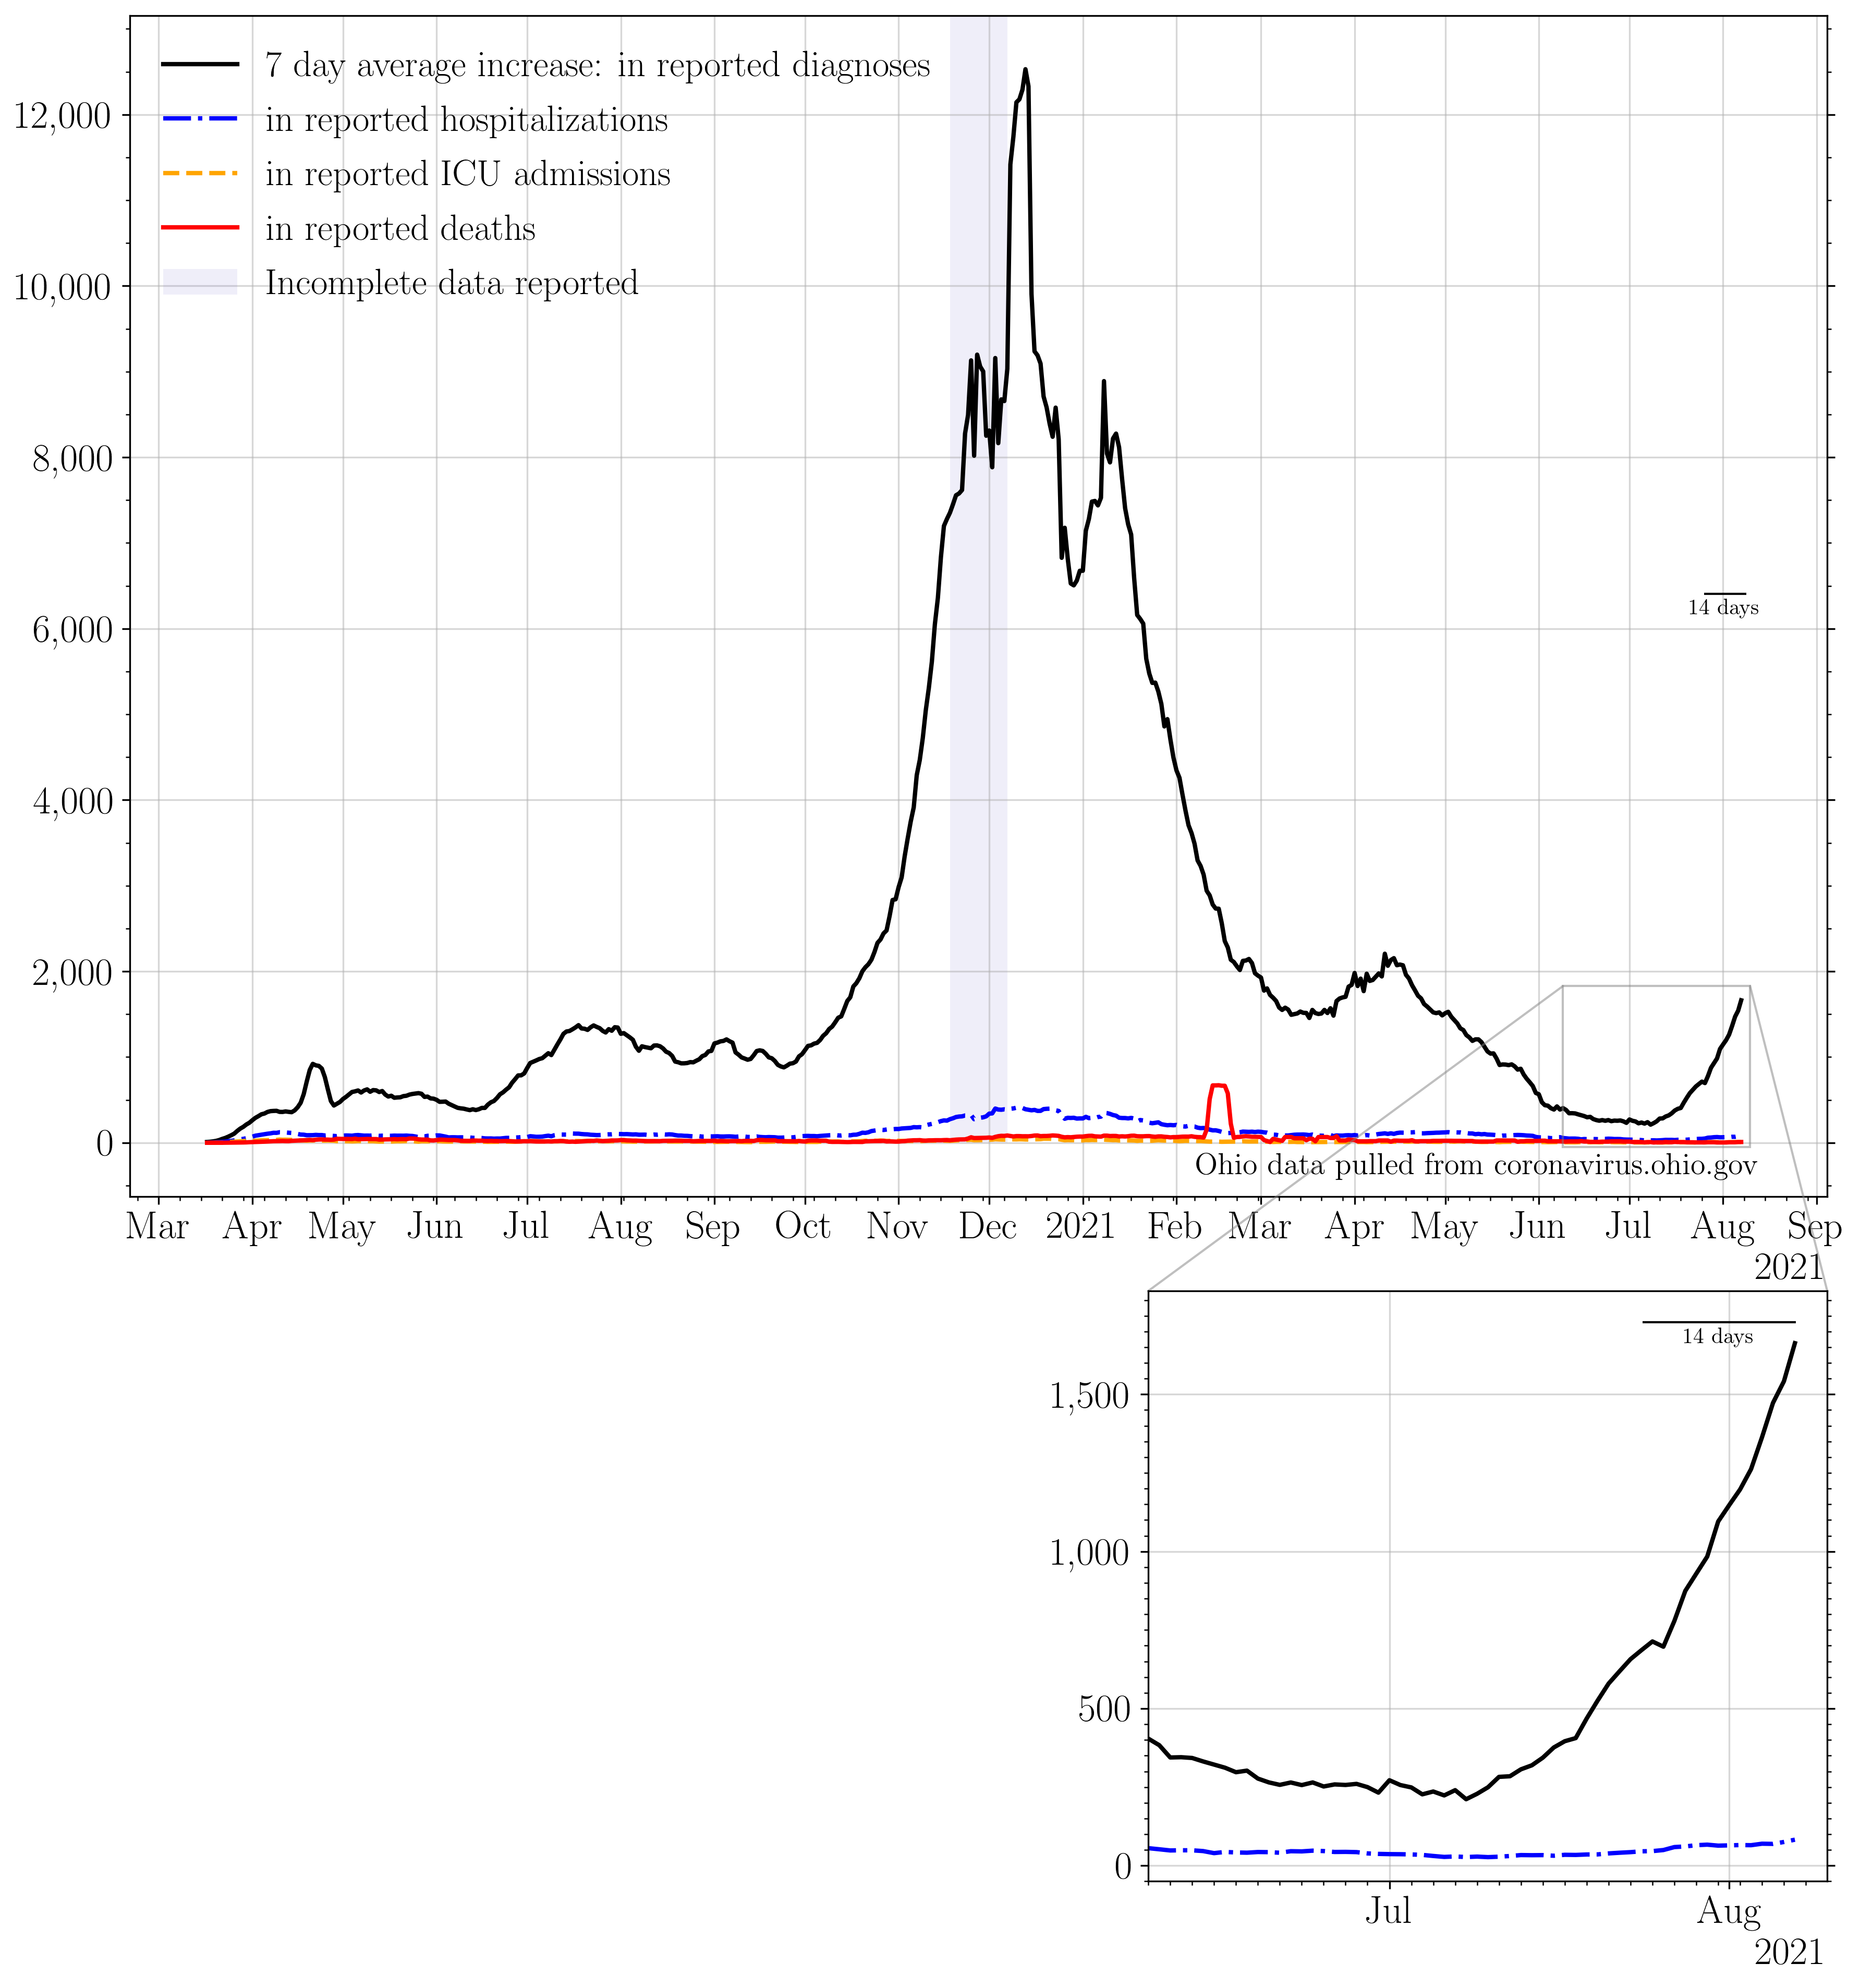 7 day average increase: in reported diagnoses
in reported hospitalizations
in reported ICU admissions
in reported deaths
Incomplete data reported
12,000
10,000
8,000
6,000
4,000
2,000
0
14 days
Ohio data pulled from coronavirus.ohio.gov
Mar Apr May Jun Jul Aug Sep Oct Nov Dec 2021 Feb Mar Apr May Jun Jul Aug Sep
2021
14 days
1,500
1,000
500
0
Jul Aug
2021